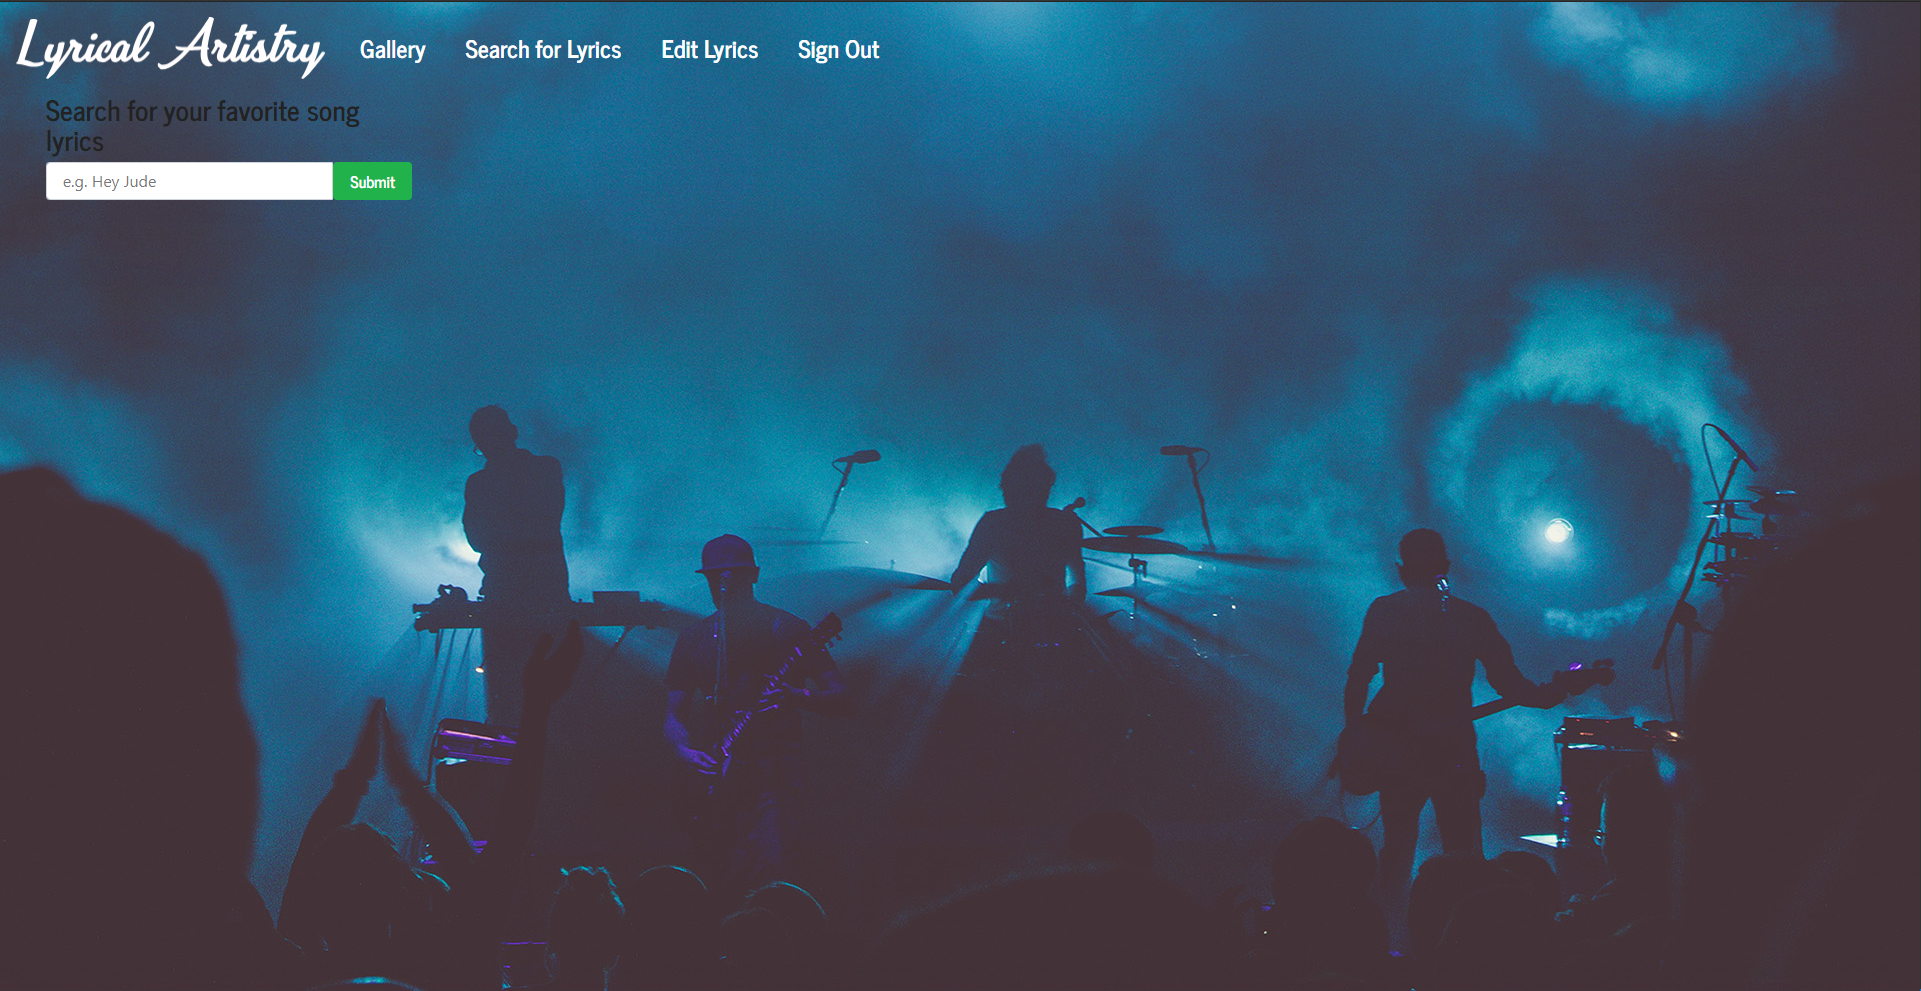 Lyrical Artistry Gallery Search for Lyrics Edit Lyrics Sign Out
Search for your favorite song
lyrics
e.g. Hey Jude Submit